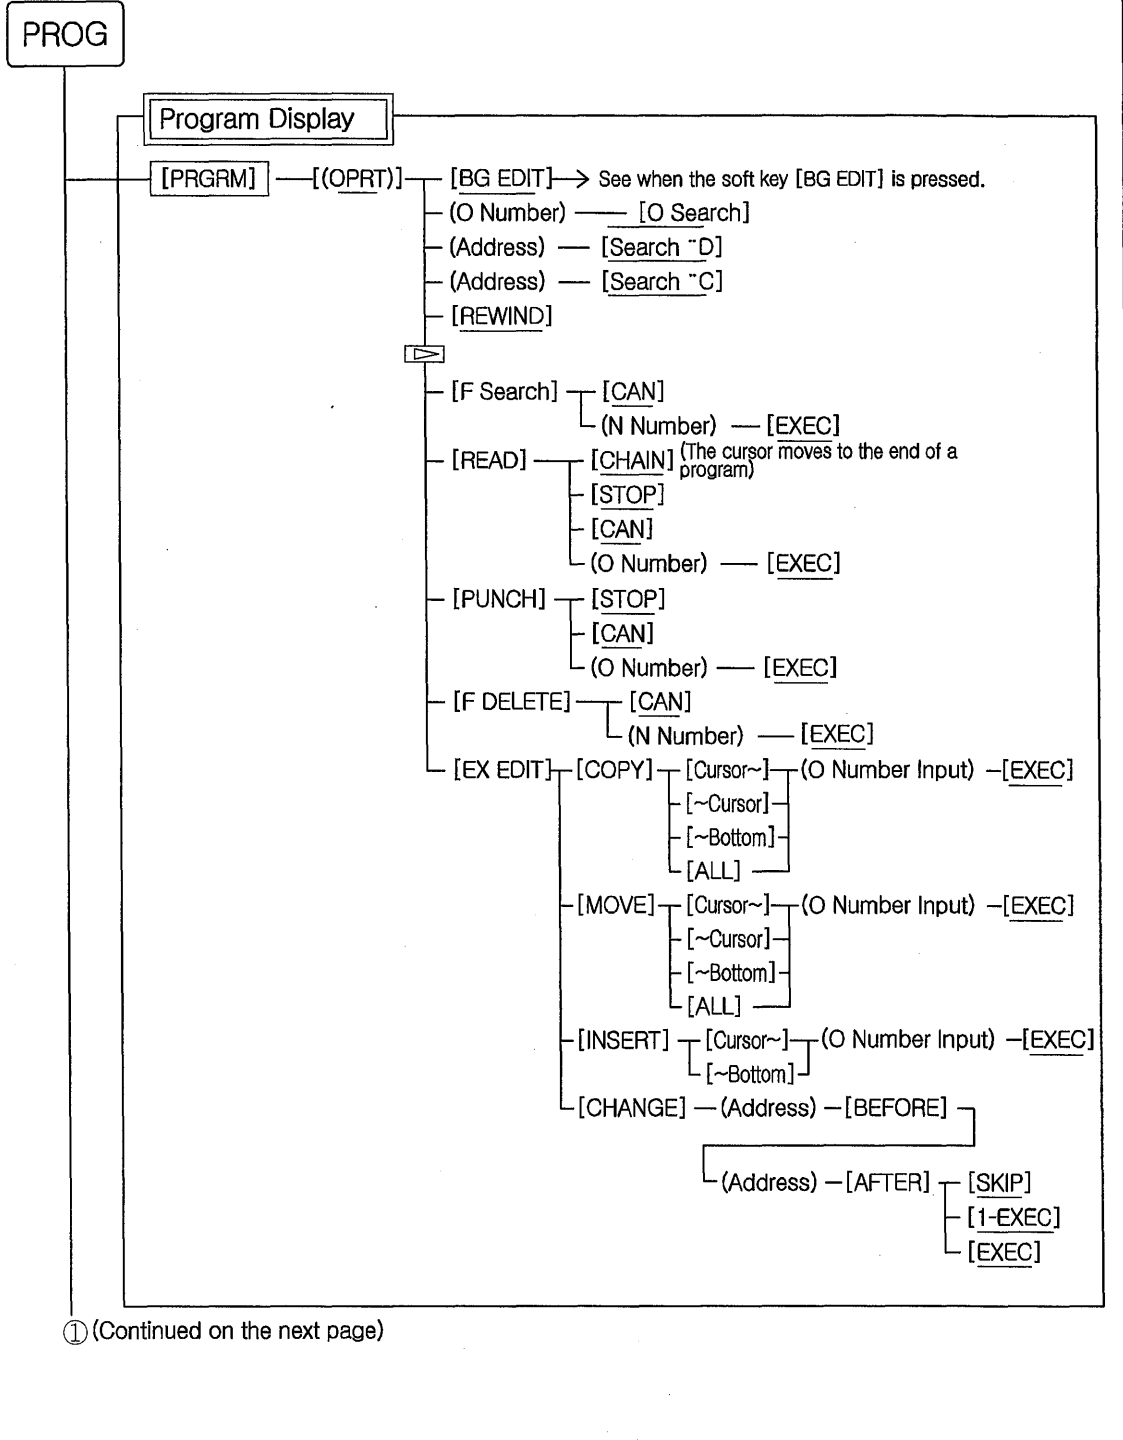 PROG
Program Display
[PRGRM] [(OPRT)] [BG EDIT] See when the soft key [BG EDIT] is pressed.
(O Number) [O Search]
(Address) [Search ¨D]
(Address) [Search ¨C]
[REWIND]
[F Search] [CAN]
(N Number) [EXEC]
[READ] [CHAIN] (The cursor moves to the end of a
program)
[STOP]
[CAN]
(O Number) [EXEC]
[PUNCH] [STOP]
[CAN]
(O Number) [EXEC]
[F DELETE] [CAN]
(N Number) [EXEC]
[EX EDIT] [COPY] [Cursor~] (O Number Input) [EXEC]
[~Cursor]
[~Bottom]
[ALL]
[MOVE] [Cursor~] (O Number Input) [EXEC]
[~Cursor]
[~Bottom]
[ALL]
[INSERT] [Cursor~] (O Number Input) [EXEC]
[~Bottom]
[CHANGE] (Address) [BEFORE]
(Address) [AFTER] [SKIP]
[1-EXEC]
[EXEC]
① (Continued on the next page)